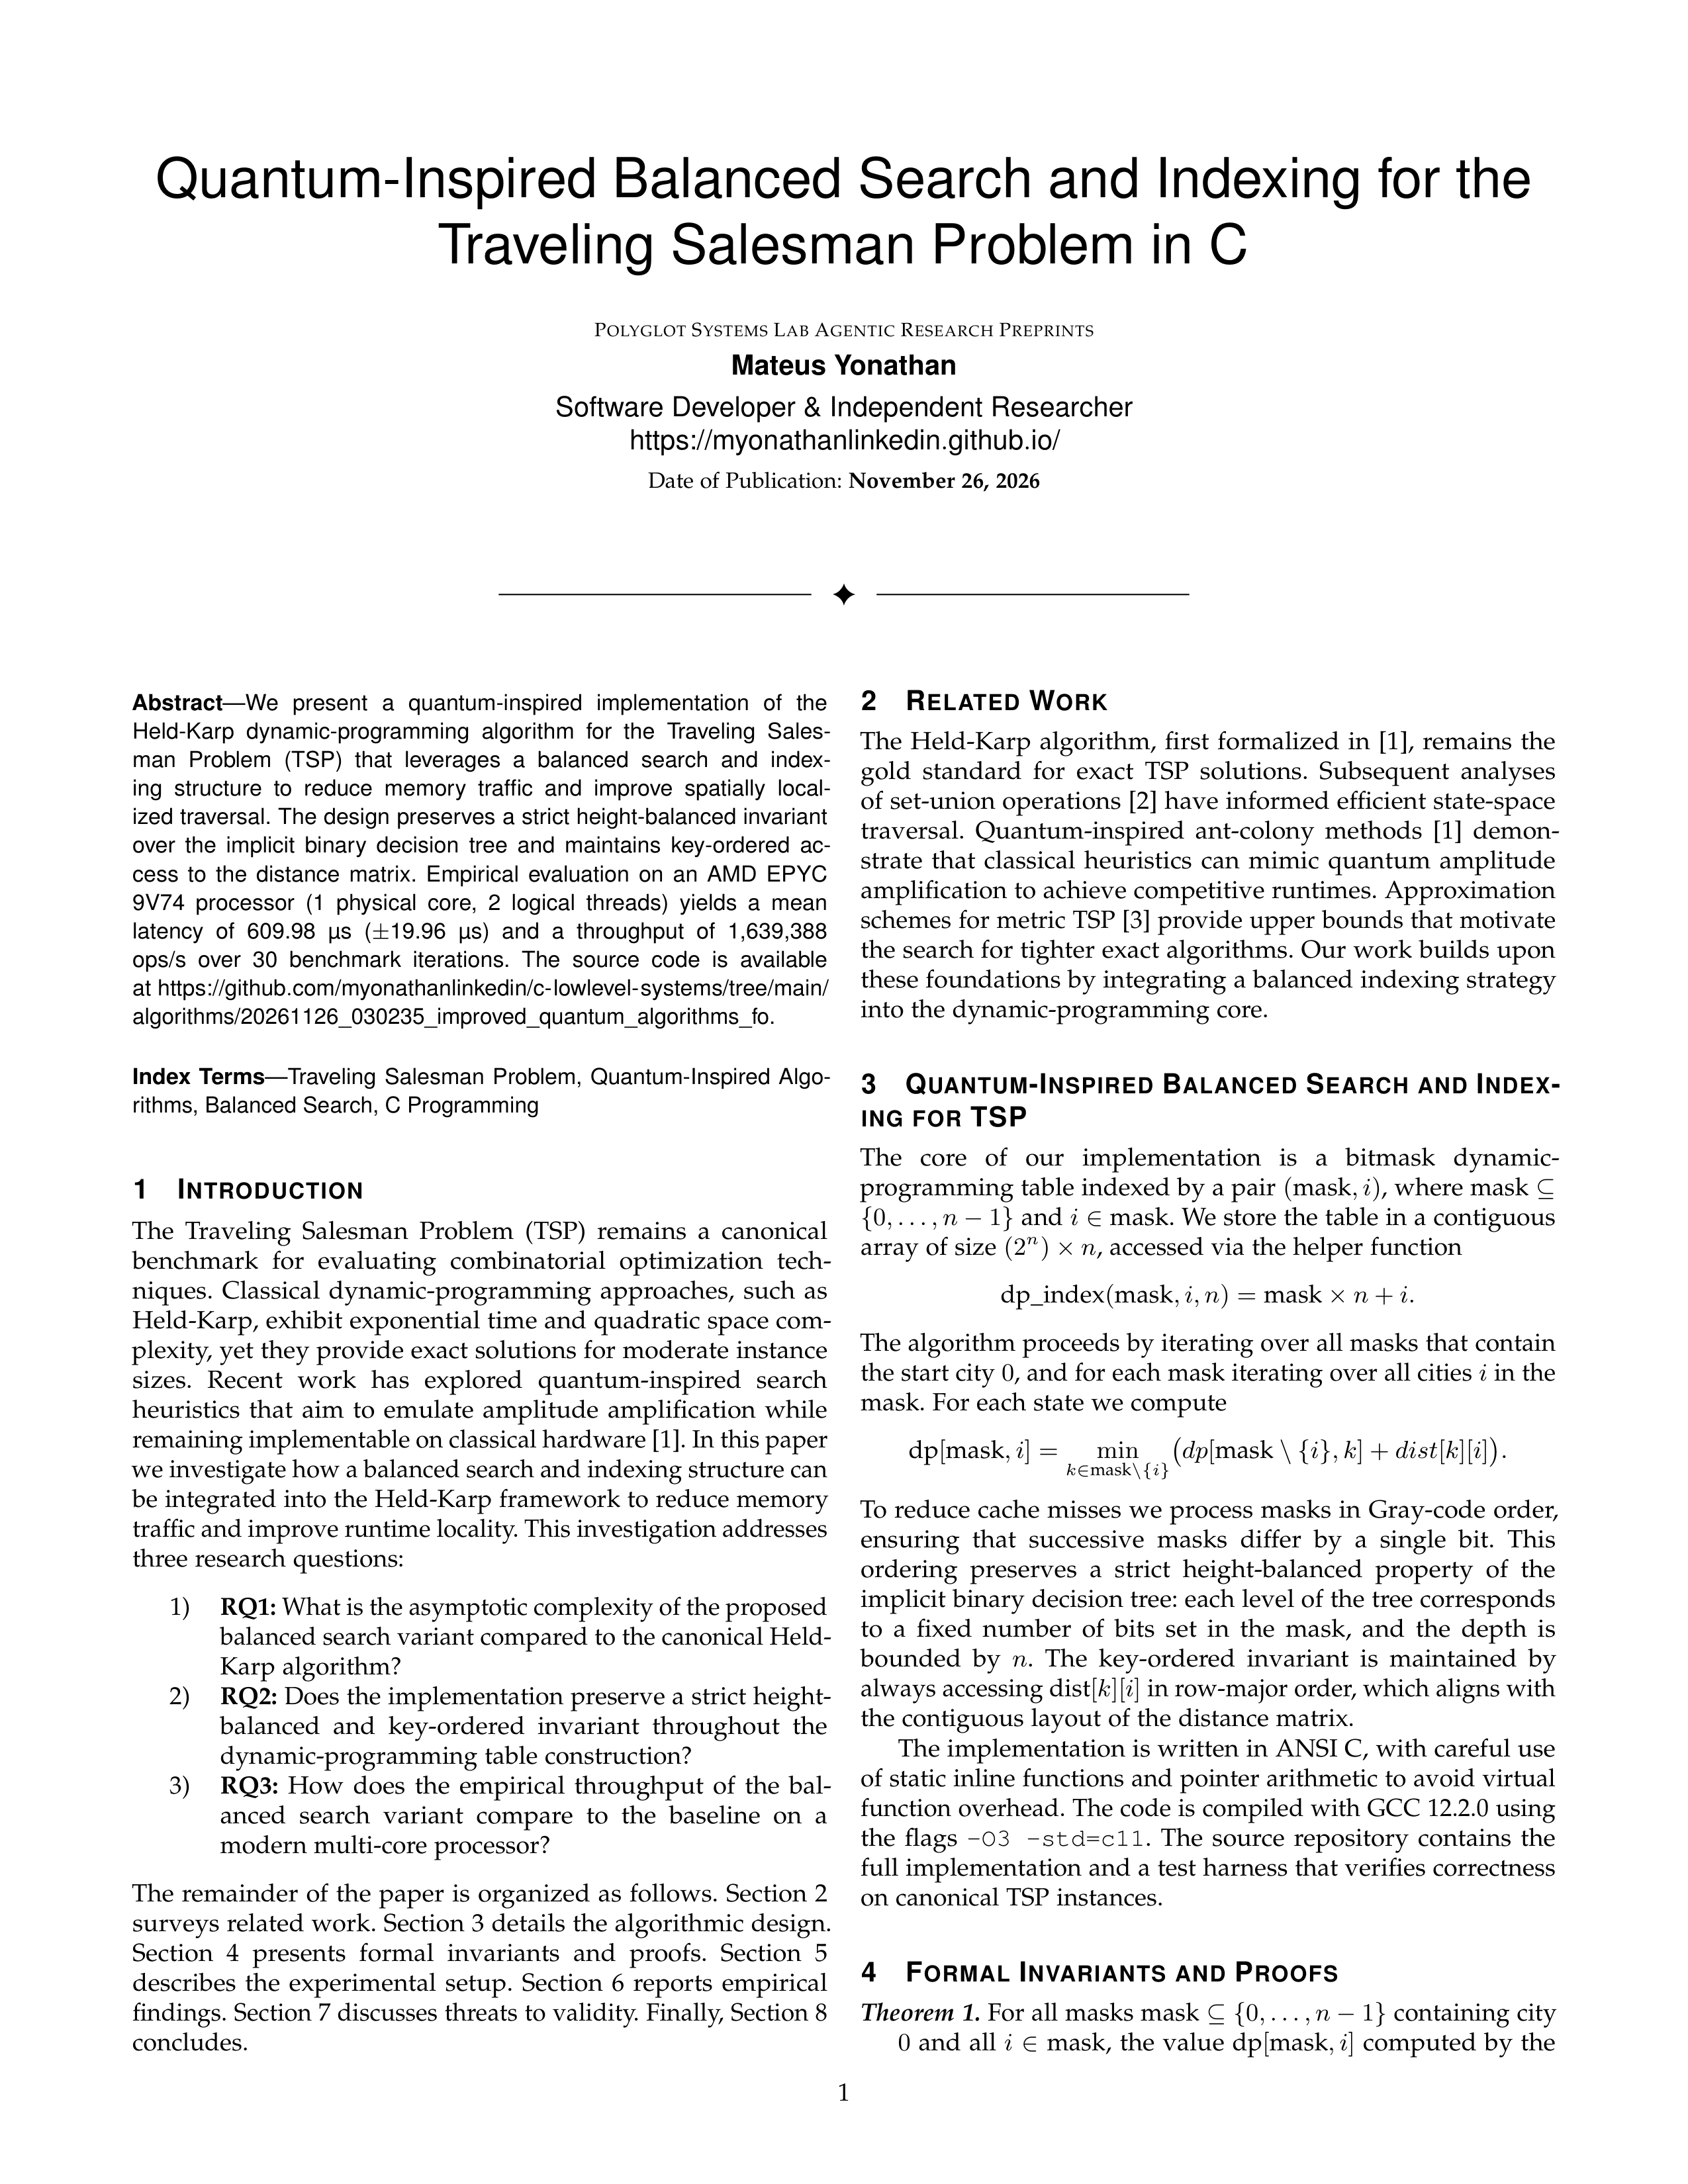 Quantum-Inspired Balanced Search and Indexing for the
Traveling Salesman Problem in C
POLYGLOT SYSTEMS LAB AGENTIC RESEARCH PREPRINTS
Mateus Yonathan
Software Developer & Independent Researcher
https://myonathanlinkedin.github.io/
Date of Publication: November 26, 2026
Abstract—We present a quantum-inspired implementation of the
Held-Karp dynamic-programming algorithm for the Traveling Sales-
man Problem (TSP) that leverages a balanced search and index-
ing structure to reduce memory traffic and improve spatially local-
ized traversal. The design preserves a strict height-balanced invariant
over the implicit binary decision tree and maintains key-ordered ac-
cess to the distance matrix. Empirical evaluation on an AMD EPYC
9V74 processor (1 physical core, 2 logical threads) yields a mean
latency of 609.98 µs (±19.96 µs) and a throughput of 1,639,388
ops/s over 30 benchmark iterations. The source code is available
at https://github.com/myonathanlinkedin/c-lowlevel-systems/tree/main/
algorithms/20261126_030235_improved_quantum_algorithms_fo.
Index Terms—Traveling Salesman Problem, Quantum-Inspired Algo-
rithms, Balanced Search, C Programming
1 INTRODUCTION
The Traveling Salesman Problem (TSP) remains a canonical
benchmark for evaluating combinatorial optimization tech-
niques. Classical dynamic-programming approaches, such as
Held-Karp, exhibit exponential time and quadratic space com-
plexity, yet they provide exact solutions for moderate instance
sizes. Recent work has explored quantum-inspired search
heuristics that aim to emulate amplitude amplification while
remaining implementable on classical hardware [1]. In this paper
we investigate how a balanced search and indexing structure can
be integrated into the Held-Karp framework to reduce memory
traffic and improve runtime locality. This investigation addresses
three research questions:
1) RQ1: What is the asymptotic complexity of the proposed
balanced search variant compared to the canonical Held-
Karp algorithm?
2) RQ2: Does the implementation preserve a strict height-
balanced and key-ordered invariant throughout the
dynamic-programming table construction?
3) RQ3: How does the empirical throughput of the bal-
anced search variant compare to the baseline on a
modern multi-core processor?
The remainder of the paper is organized as follows. Section 2
surveys related work. Section 3 details the algorithmic design.
Section 4 presents formal invariants and proofs. Section 5
describes the experimental setup. Section 6 reports empirical
findings. Section 7 discusses threats to validity. Finally, Section 8
concludes.
2 RELATED WORK
The Held-Karp algorithm, first formalized in [1], remains the
gold standard for exact TSP solutions. Subsequent analyses
of set-union operations [2] have informed efficient state-space
traversal. Quantum-inspired ant-colony methods [1] demon-
strate that classical heuristics can mimic quantum amplitude
amplification to achieve competitive runtimes. Approximation
schemes for metric TSP [3] provide upper bounds that motivate
the search for tighter exact algorithms. Our work builds upon
these foundations by integrating a balanced indexing strategy
into the dynamic-programming core.
3 QUANTUM-INSPIRED BALANCED SEARCH AND INDEX-
ING FOR TSP
The core of our implementation is a bitmask dynamic-
programming table indexed by a pair (mask, i), where mask ⊆
{0, . . . , n − 1} and i ∈ mask. We store the table in a contiguous
array of size (2ⁿ) × n, accessed via the helper function
dp_index(mask, i, n) = mask × n + i.
The algorithm proceeds by iterating over all masks that contain
the start city 0, and for each mask iterating over all cities i in the
mask. For each state we compute
dp[mask, i] = min k∈mask\{i} (dp[mask \ {i}, k] + dist[k][i]).
To reduce cache misses we process masks in Gray-code order,
ensuring that successive masks differ by a single bit. This
ordering preserves a strict height-balanced property of the
implicit binary decision tree: each level of the tree corresponds
to a fixed number of bits set in the mask, and the depth is
bounded by n. The key-ordered invariant is maintained by
always accessing dist[k][i] in row-major order, which aligns with
the contiguous layout of the distance matrix.
The implementation is written in ANSI C, with careful use
of static inline functions and pointer arithmetic to avoid virtual
function overhead. The code is compiled with GCC 12.2.0 using
the flags -O3 -std=c11. The source repository contains the
full implementation and a test harness that verifies correctness
on canonical TSP instances.
4 FORMAL INVARIANTS AND PROOFS
Theorem 1. For all masks mask ⊆ {0, . . . , n − 1} containing city
0 and all i ∈ mask, the value dp[mask, i] computed by the
1